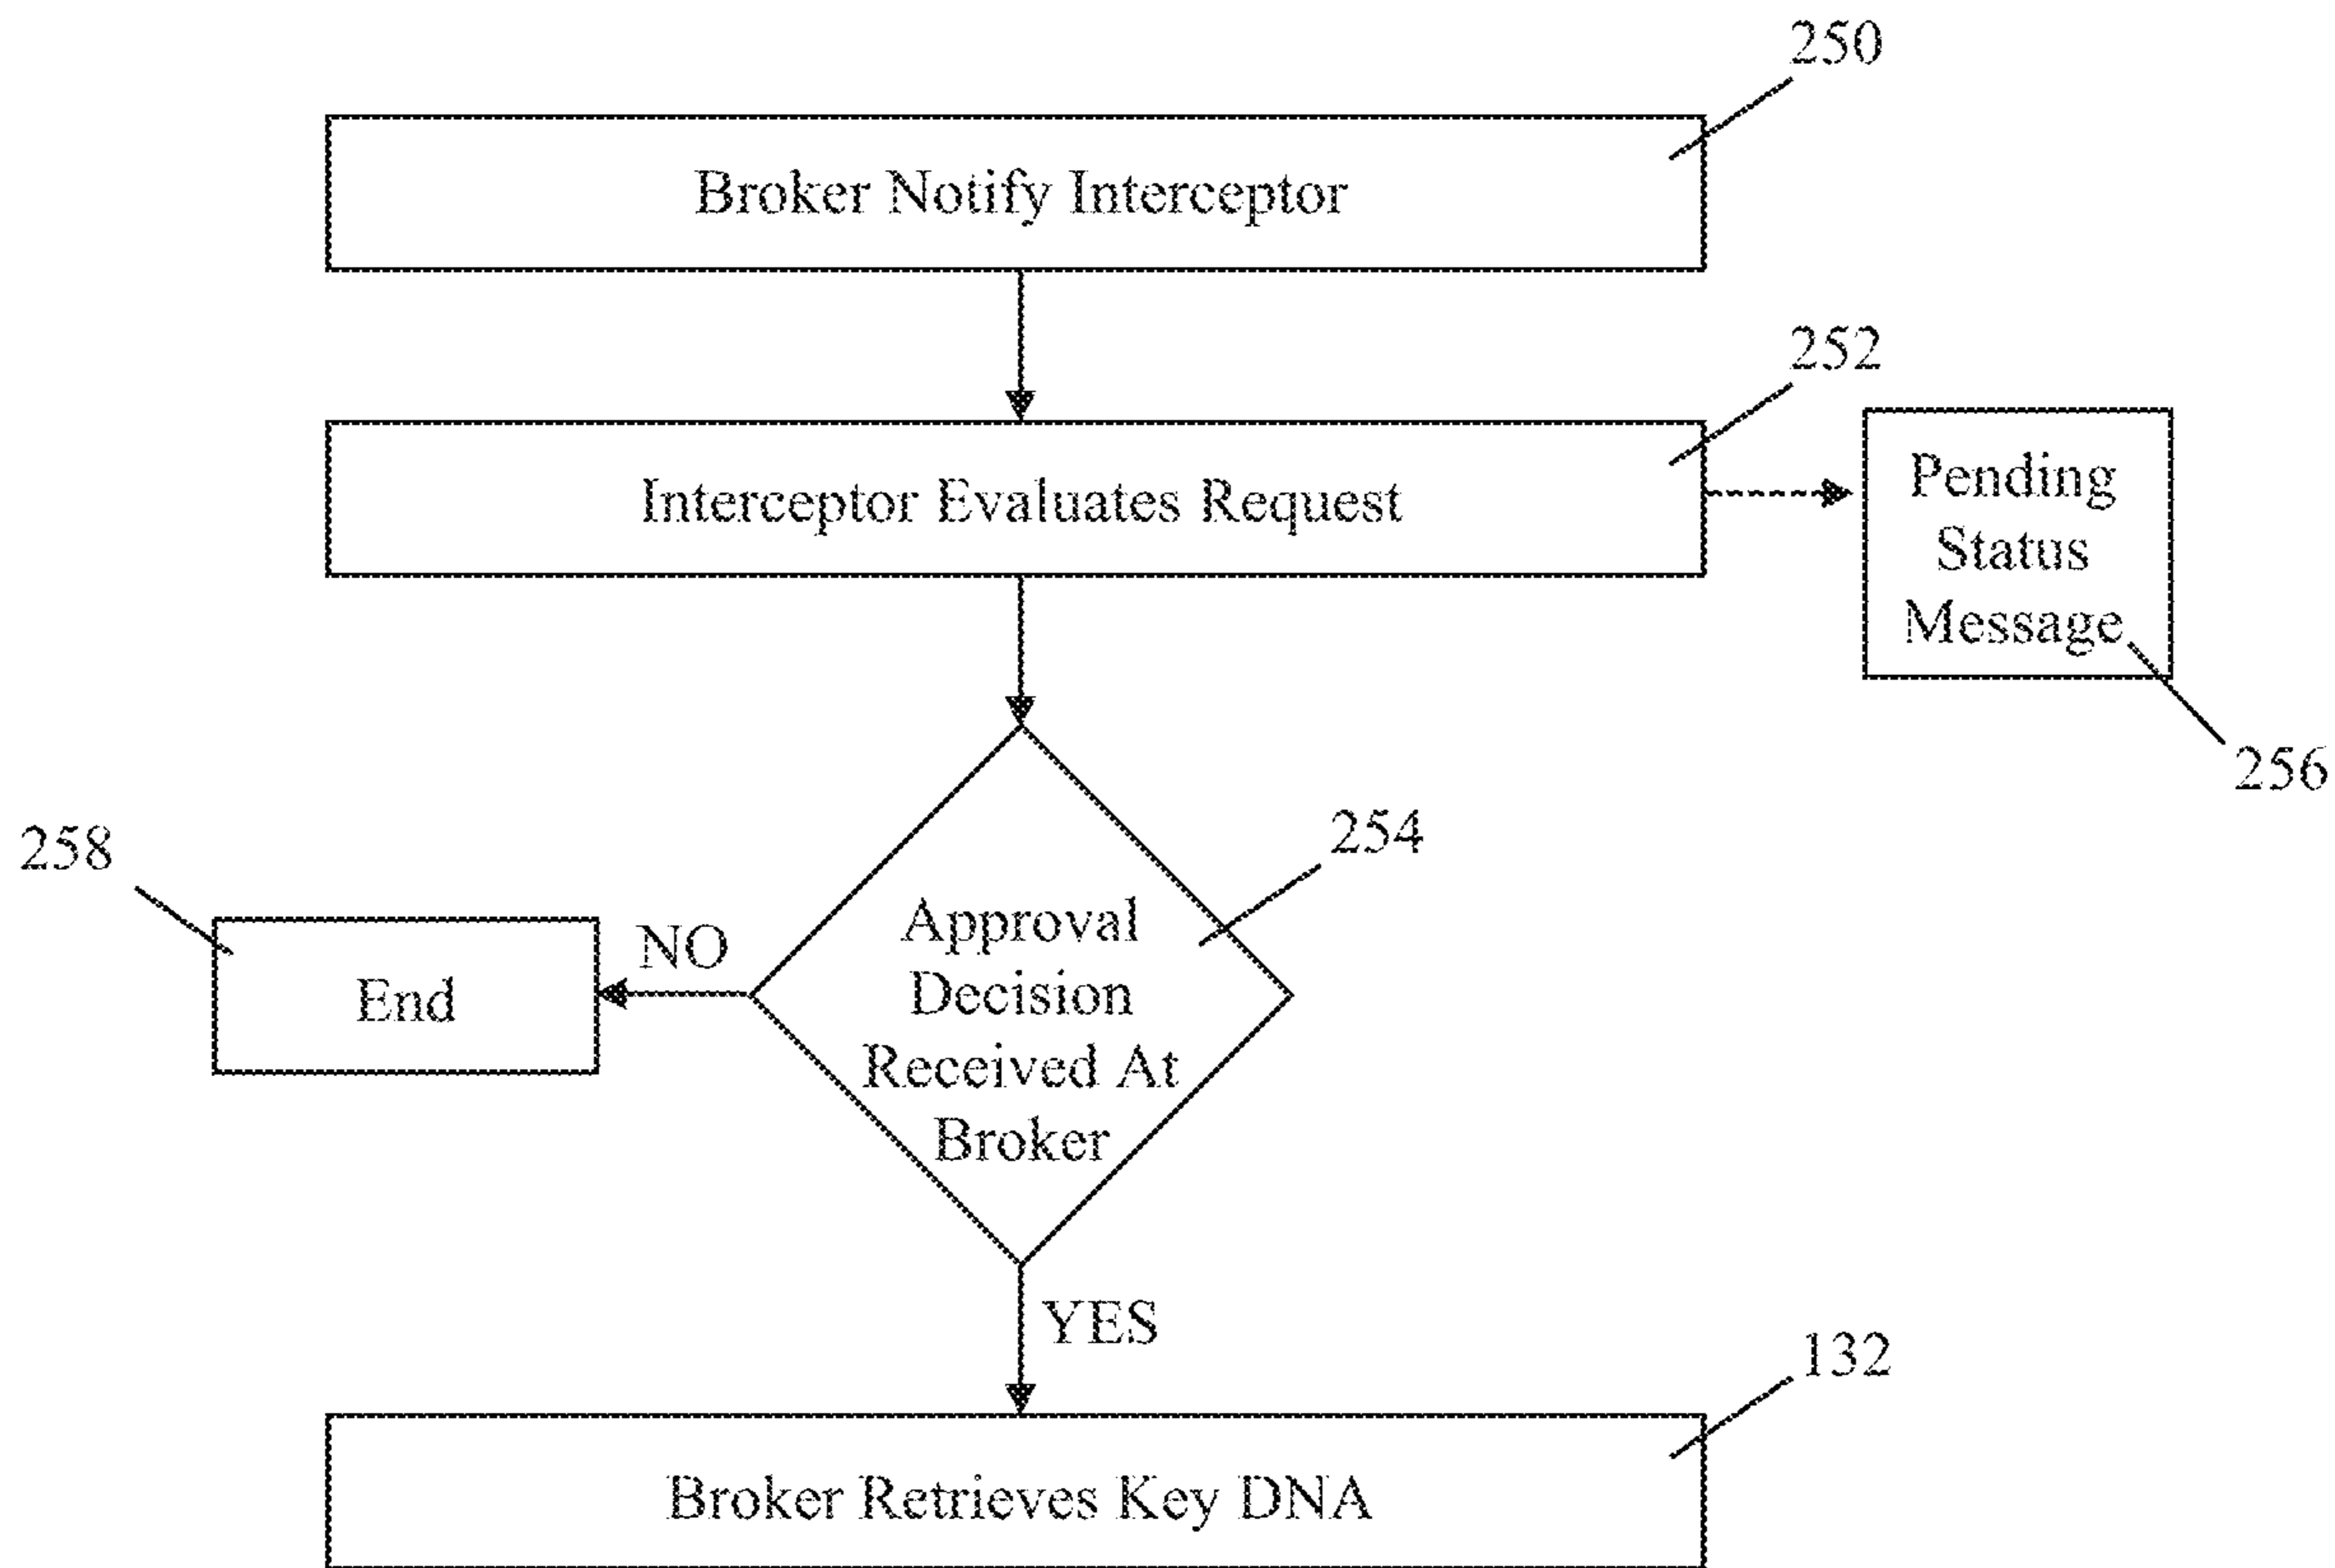 250
Broker Notify Interceptor
252
Interceptor Evaluates Request
Pending
Status
Message
256
258
254
NO
End
Approval
Decision
Received At
Broker
YES
132
Broker Retrieves Key DNA